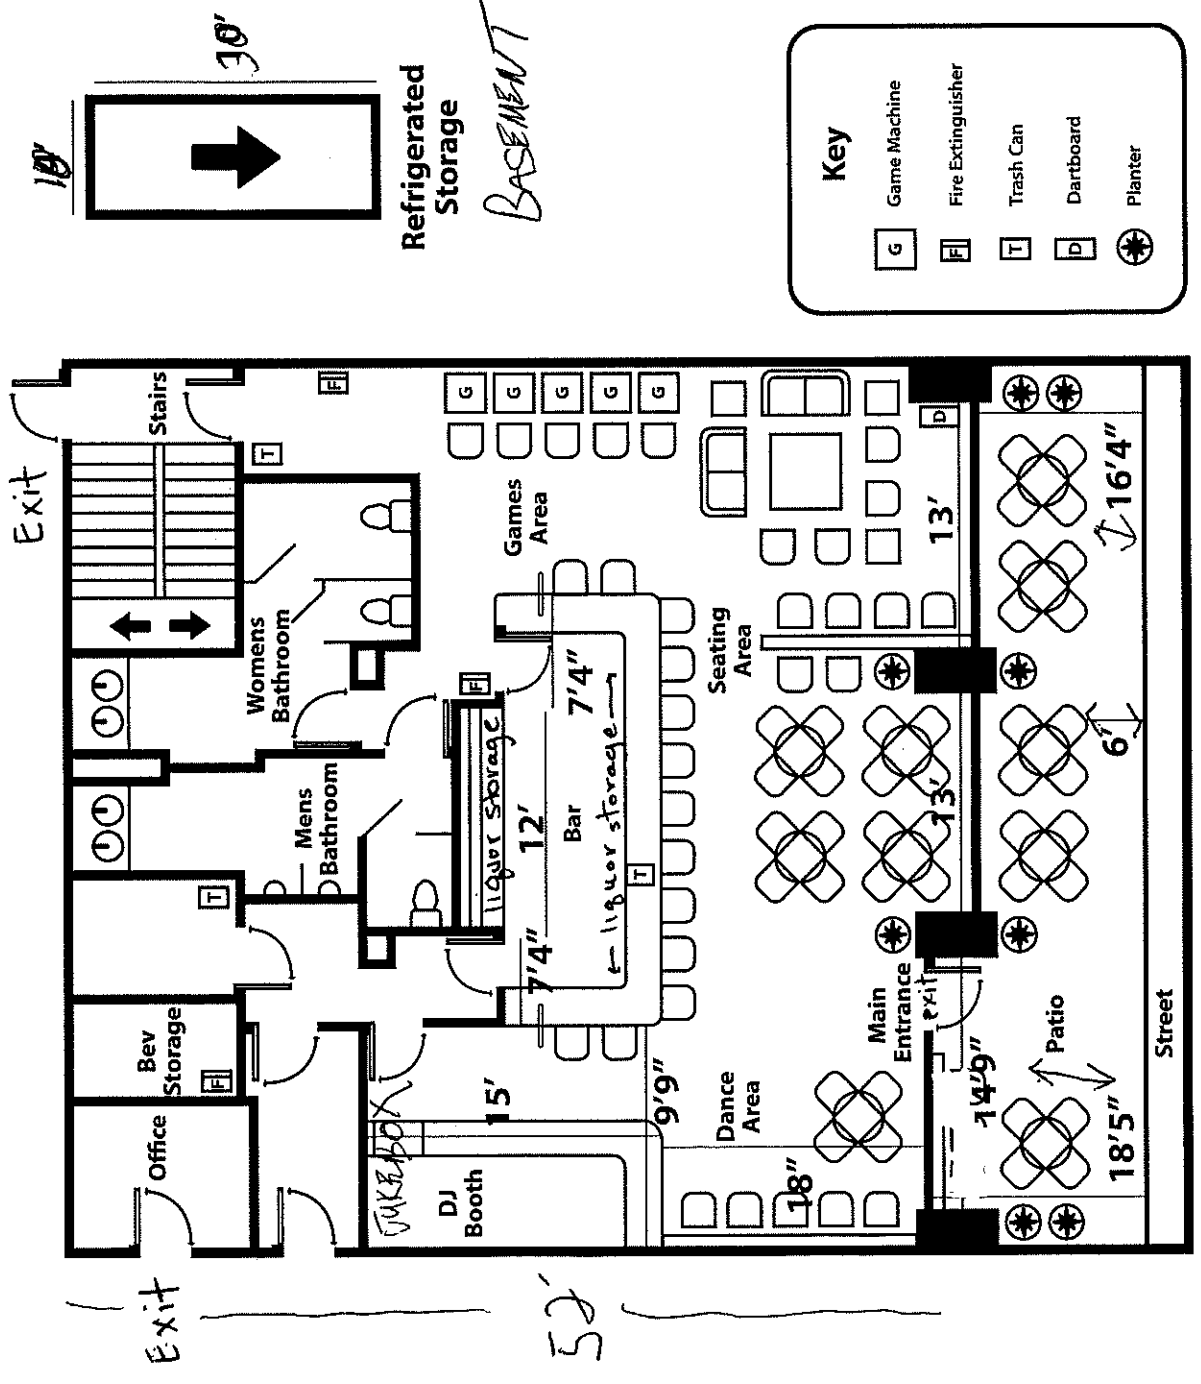 Exit
Stairs
F
T
Womens
Bathroom
Mens
Bathroom
T
Bev
Storage
F
Office
Exit
G
G
G
G
G
Games
Area
F
liquor storage
7'4"
12'
Bar
← liquor storage →
T
7'4"
15'
JUKEBOX
DJ
Booth
52'
Seating
Area
D
13'
13'
Main
Entrance
exit
9'9"
Dance
Area
18"
14'9"
16'4"
6'
Patio
18'5"
Street
10'
Refrigerated
Storage
BASEMENT
Key
G
Game Machine
F
Fire Extinguisher
T
Trash Can
D
Dartboard
Planter